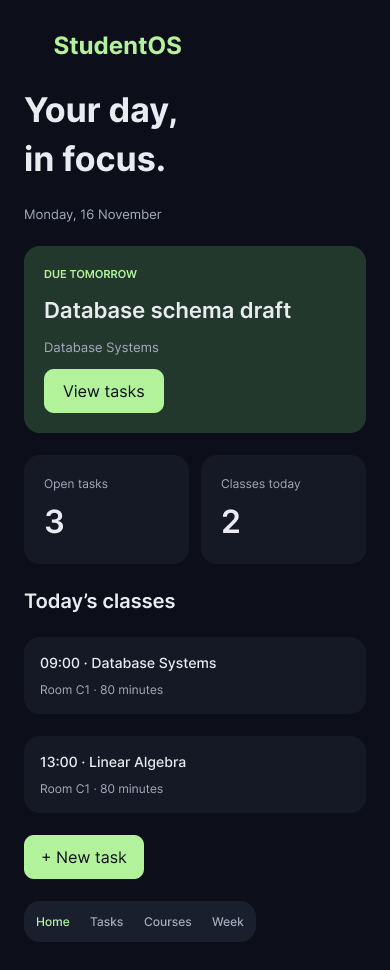 StudentOS
Your day,
in focus.
Monday, 16 November
DUE TOMORROW
Database schema draft
Database Systems
View tasks
Open tasks
3
Classes today
2
Today’s classes
09:00 · Database Systems
Room C1 · 80 minutes
13:00 · Linear Algebra
Room C1 · 80 minutes
+ New task
Home Tasks Courses Week